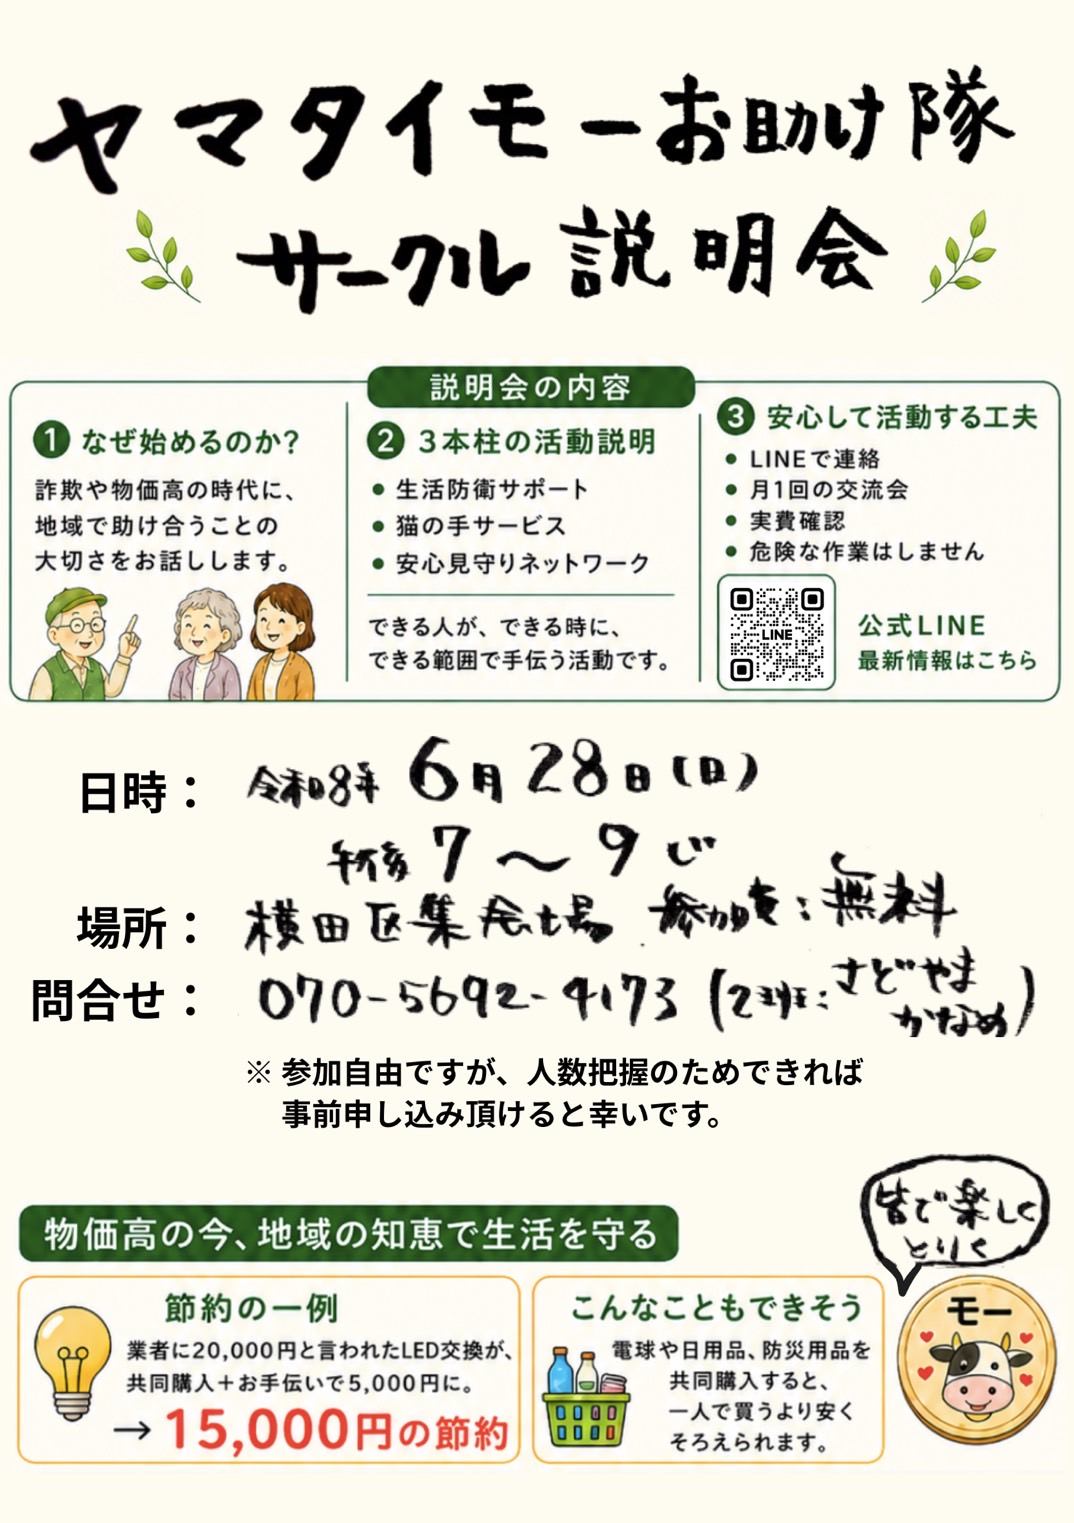 ヤマタイモーお助け隊
サークル説明会
説明会の内容
1 なぜ始めるのか?
詐欺や物価高の時代に、
地域で助け合うことの
大切さをお話しします。
2 3本柱の活動説明
• 生活防衛サポート
• 猫の手サービス
• 安心見守りネットワーク
できる人が、できる時に、
できる範囲で手伝う活動です。
3 安心して活動する工夫
• LINEで連絡
• 月1回の交流会
• 実費確認
• 危険な作業はしません
LINE
公式LINE
最新情報はこちら
日時: 令和8年 6月28日(日)
午后7〜9じ
場所: 横田区集会場 参加費:無料
問合せ: 070-5692-4173 (2班:さどやま
かなめ)
※ 参加自由ですが、人数把握のためできれば
事前申し込み頂けると幸いです。
皆で楽しく
とりく
物価高の今、地域の知恵で生活を守る
節約の一例
業者に20,000円と言われたLED交換が、
共同購入+お手伝いで5,000円に。
→ 15,000円の節約
こんなこともできそう
電球や日用品、防災用品を
共同購入すると、
一人で買うより安く
そろえられます。
モー